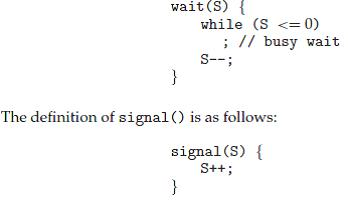 wait(S) {
while (S <= 0)
; // busy wait
S--;
}
The definition of signal() is as follows:
signal(S) {
S++;
}